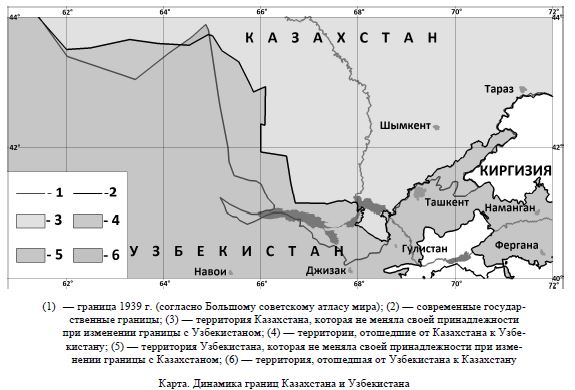 62° 64° 66° 68° 70° 72°
КАЗАХСТАН
Тараз
Шымкент
42° 42°
КИРГИЗИЯ
- 1 - 2
- 3 - 4
- 5 - 6
Ташкент
Наманган
УЗБЕКИСТАН
Гулистан
Фергана
Навои
Джизак
40°
62° 64° 66° 68° 70° 72°
(1) — граница 1939 г. (согласно Большому советскому атласу мира); (2) — современные государ-
ственные границы; (3) — территория Казахстана, которая не меняла своей принадлежности
при изменении границы с Узбекистаном; (4) — территории, отошедшие от Казахстана к Узбе-
кистану; (5) — территория Узбекистана, которая не меняла своей принадлежности при изме-
нении границы с Казахстаном; (6) — территория, отошедшая от Узбекистана к Казахстану
Карта. Динамика границ Казахстана и Узбекистана